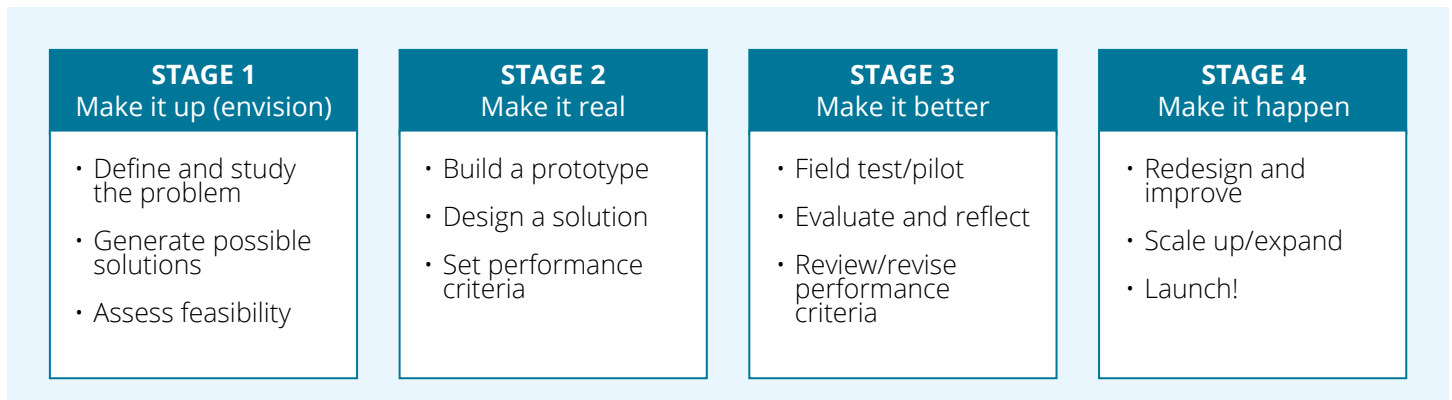 STAGE 1
Make it up (envision)
• Define and study
the problem
• Generate possible
solutions
• Assess feasibility
STAGE 2
Make it real
• Build a prototype
• Design a solution
• Set performance
criteria
STAGE 3
Make it better
• Field test/pilot
• Evaluate and reflect
• Review/revise
performance
criteria
STAGE 4
Make it happen
• Redesign and
improve
• Scale up/expand
• Launch!